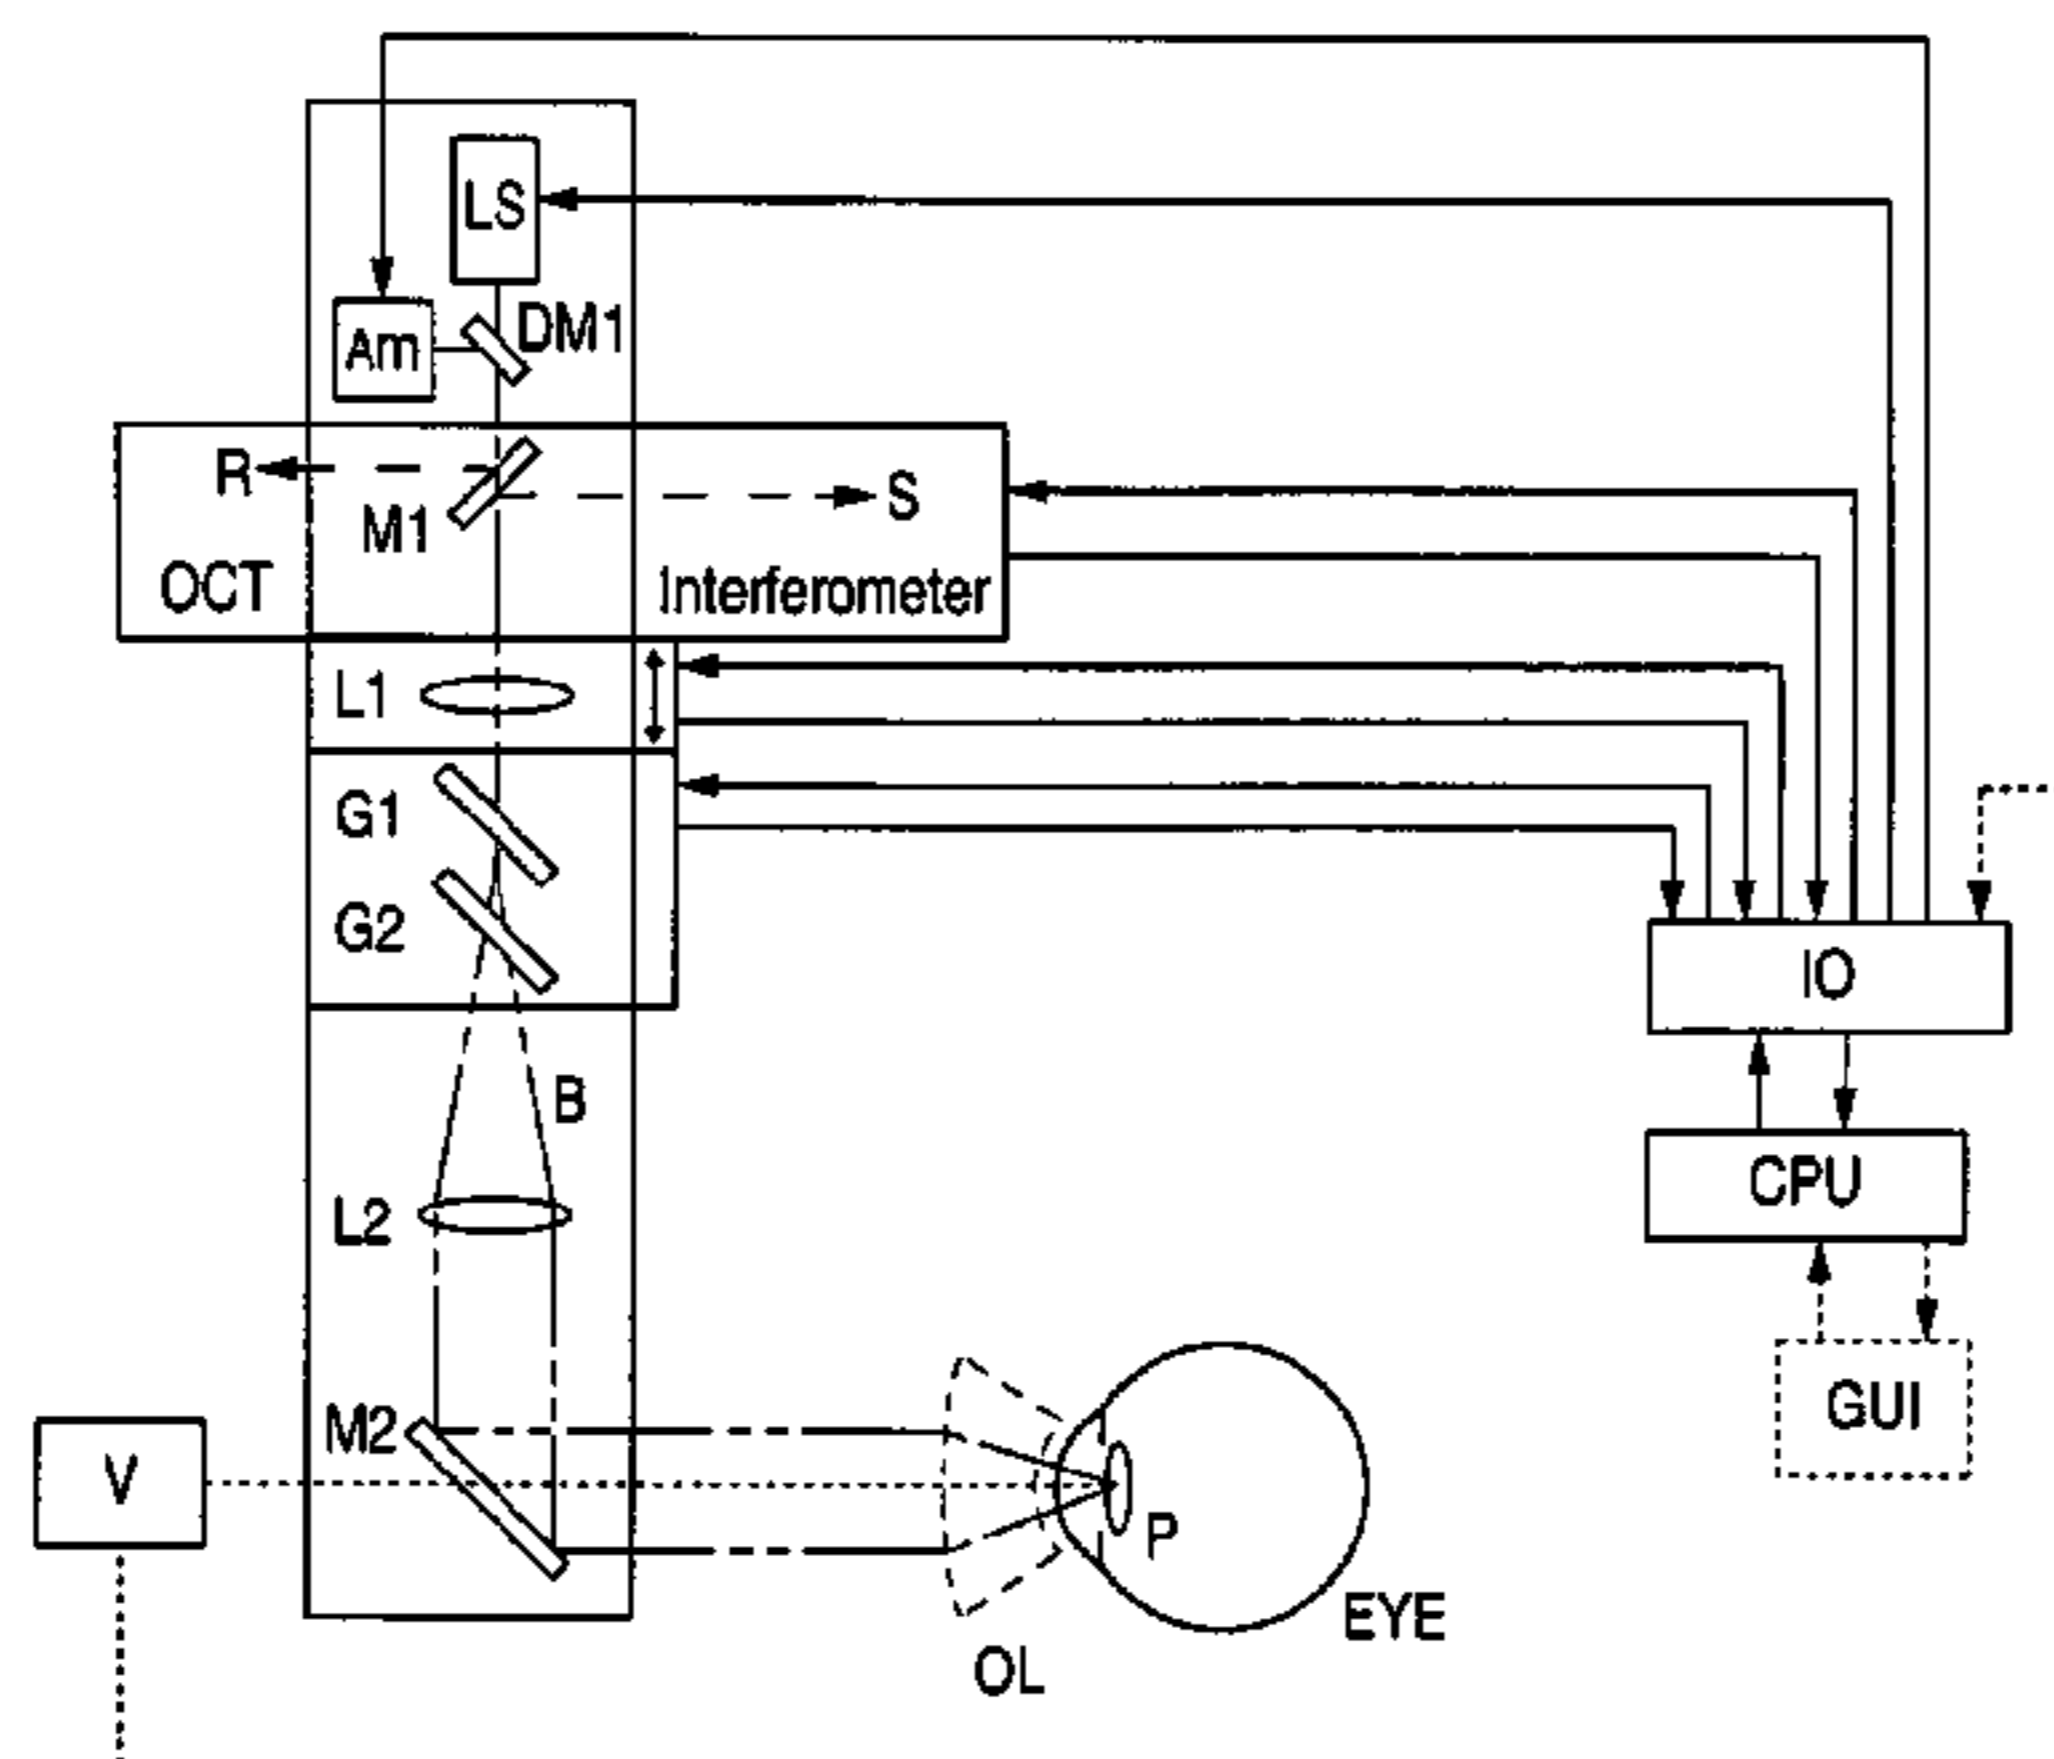 LS
DM1
Am
R
S
M1
OCT
Interferometer
L1
G1
G2
IO
B
CPU
L2
GUI
M2
V
P
EYE
OL